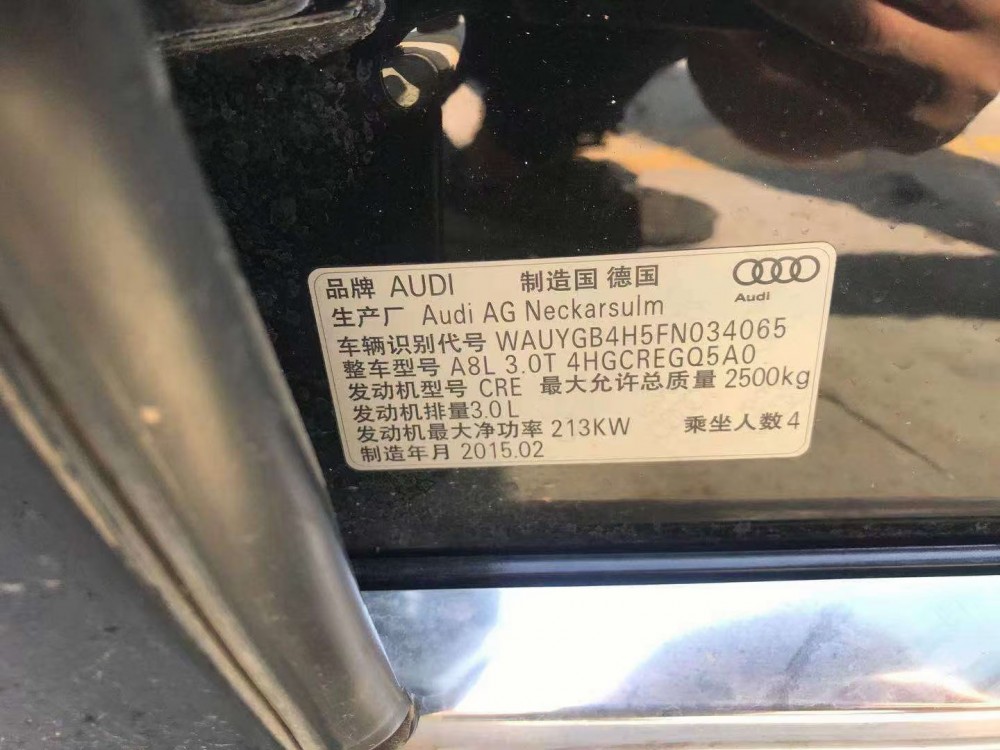 品牌 AUDI 制造国 德国
Audi
生产厂 Audi AG Neckarsulm
车辆识别代号 WAUYGB4H5FN034065
整车型号 A8L 3.0T 4HGCREGQ5A0
发动机型号 CRE 最大允许总质量 2500kg
发动机排量3.0L
发动机最大净功率 213KW 乘坐人数4
制造年月 2015.02